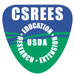 CSREES
EDUCATION
USDA
RESEARCH • EXTENSION